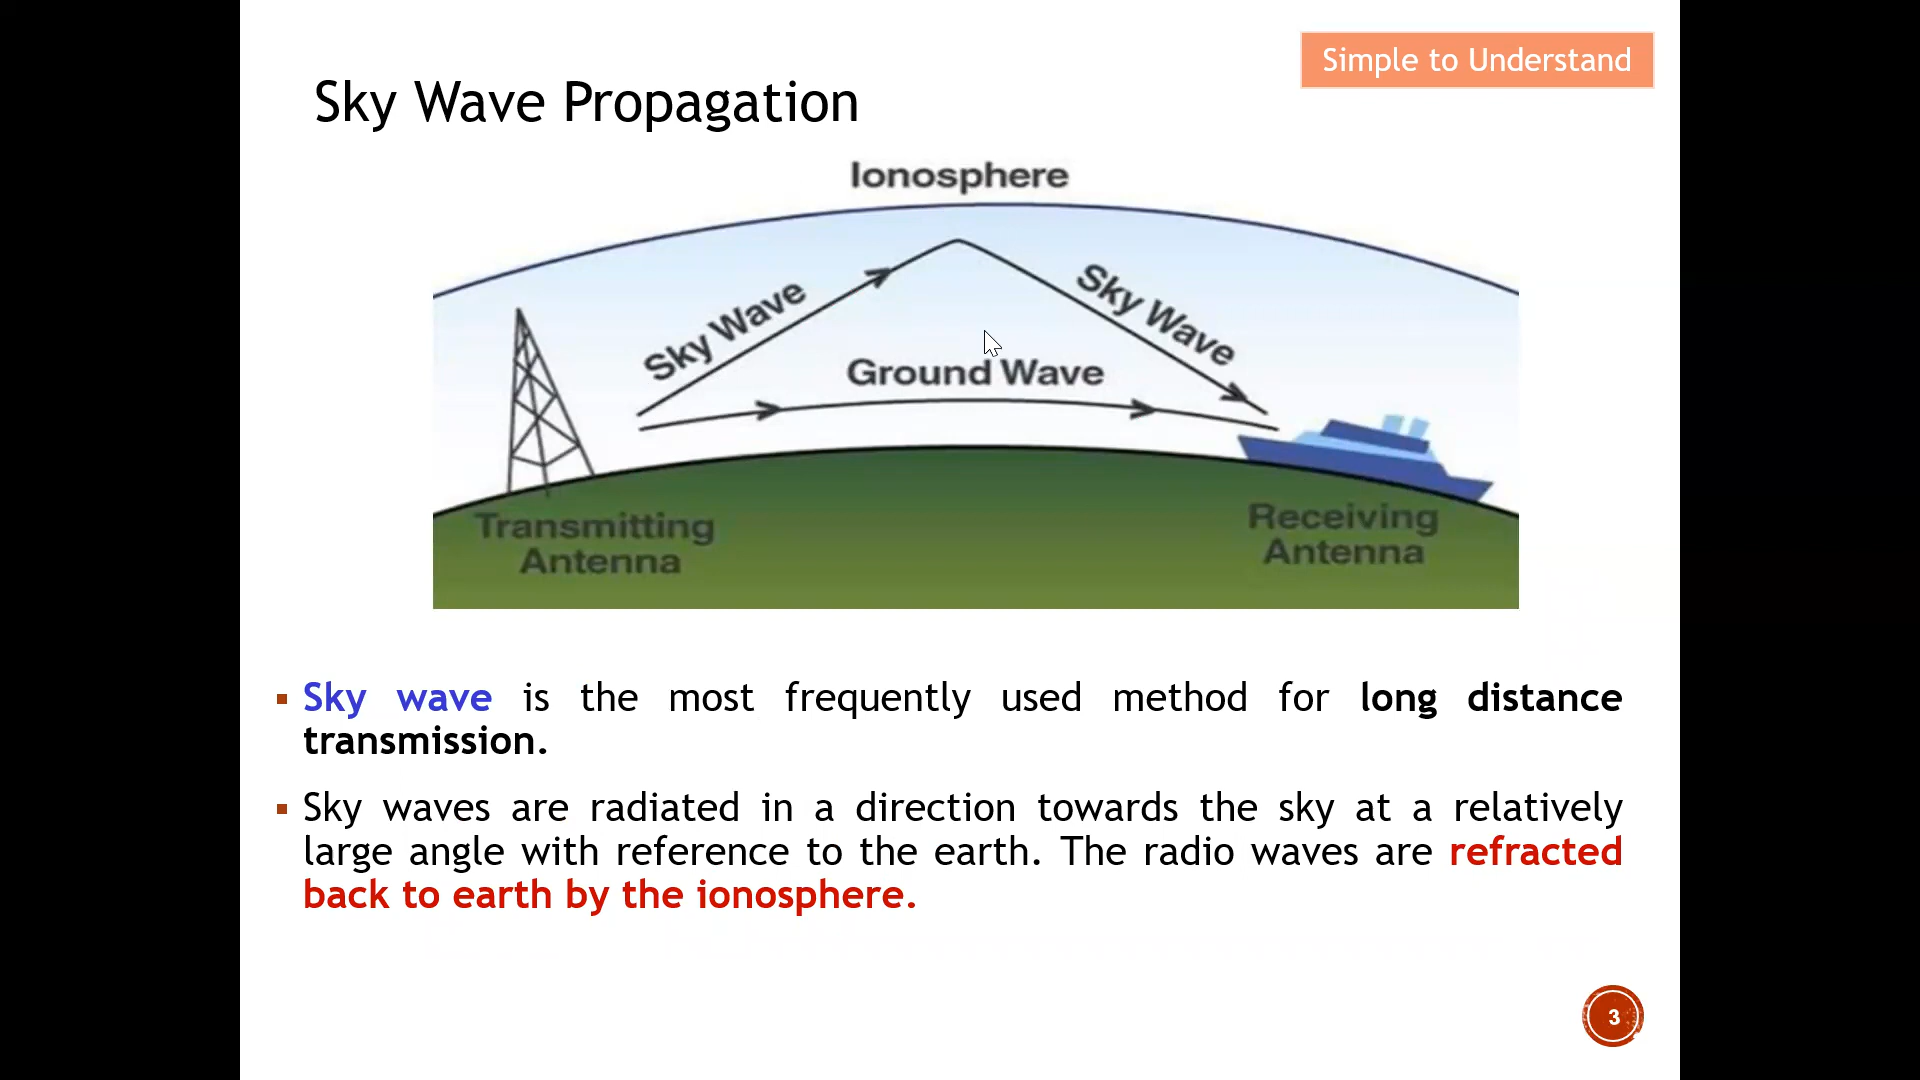 Simple to Understand
Sky Wave Propagation
Ionosphere
Sky Wave
Sky Wave
Ground Wave
Transmitting
Antenna
Receiving
Antenna
Sky wave is the most frequently used method for long distance
transmission.
Sky waves are radiated in a direction towards the sky at a relatively
large angle with reference to the earth. The radio waves are refracted
back to earth by the ionosphere.
3